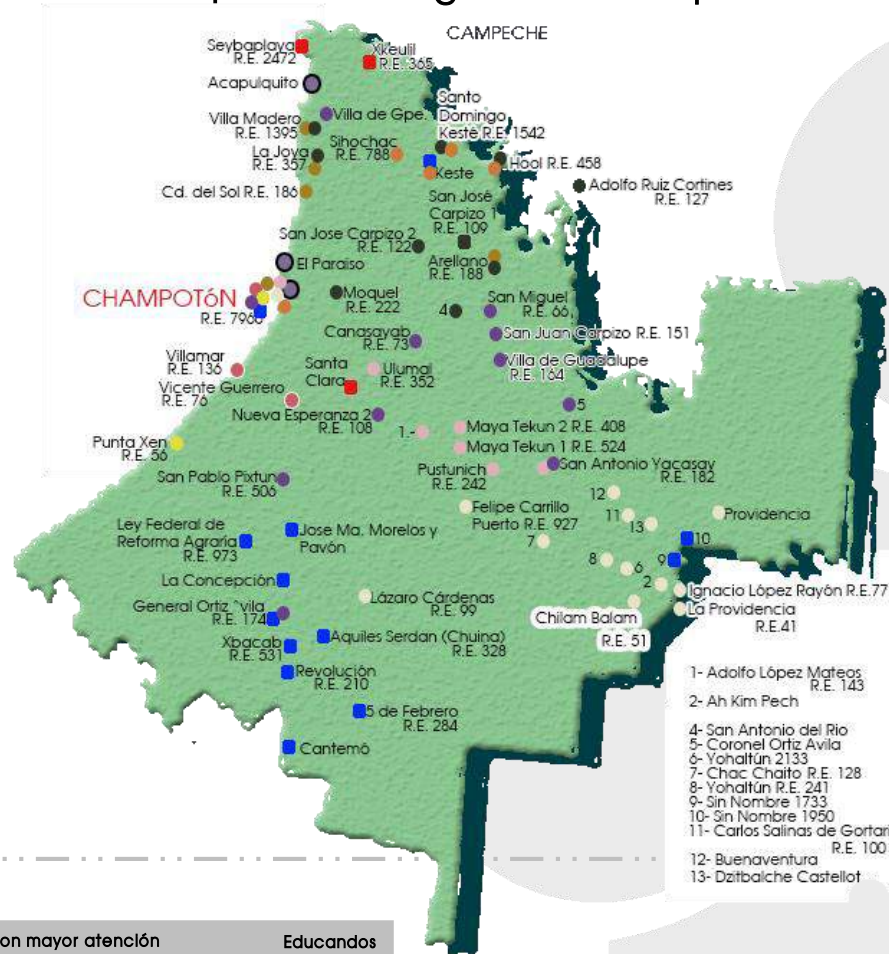 CAMPECHE
Seybaplaya
R.E. 2472
Xkeulil
R.E. 365
Acapulquito
Santo
Domingo
Kesté R.E. 1542
Villa de Gpe.
Villa Madero
R.E. 1395
Sihochac
R.E. 788
La Joya
R.E. 357
Hool R.E. 458
Keste
Cd. del Sol R.E. 186
Adolfo Ruiz Cortines
R.E. 127
San José
Carpizo 1
R.E. 109
San Jose Carpizo 2
R.E. 122
El Paraiso
Arellano
R.E. 188
CHAMPOTóN
R.E. 7966
Moquel
R.E. 222
4
San Miguel
R.E. 66
Canasayab
R.E. 73
San Juan Carpizo R.E. 151
Villamar
R.E. 136
Santa
Clara
Ulumal
R.E. 352
Villa de Guadalupe
R.E. 164
Vicente Guerrero
R.E. 76
Nueva Esperanza 2
R.E. 108
5
1.-
Maya Tekun 2 R.E. 408
Maya Tekun 1 R.E. 524
Punta Xen
R.E. 56
Pustunich
R.E. 242
San Antonio Yacasay
R.E. 182
San Pablo Pixtun
R.E. 506
12
Felipe Carrillo
Puerto R.E. 927
11
13
Providencia
Ley Federal de
Reforma Agraria
R.E. 973
Jose Ma. Morelos y
Pavón
7
10
8
6
9
La Concepción
2
Ignacio López Rayón R.E.77
Lázaro Cárdenas
R.E. 99
General Ortiz ^vila
R.E. 174
La Providencia
R.E.41
Chilam Balam
R.E. 51
Xbacab
R.E. 531
Aquiles Serdan (Chuina)
R.E. 328
Revolución
R.E. 210
5 de Febrero
R.E. 284
Cantemó
1- Adolfo López Mateos
R.E. 143
2- Ah Kim Pech
4- San Antonio del Rio
5- Coronel Ortiz Avila
6- Yohaltún 2133
7- Chac Chaito R.E. 128
8- Yohaltún R.E. 241
9- Sin Nombre 1733
10- Sin Nombre 1950
11- Carlos Salinas de Gortari
R.E. 100
12- Buenaventura
13- Dzitbalche Castellot
on mayor atención Educandos